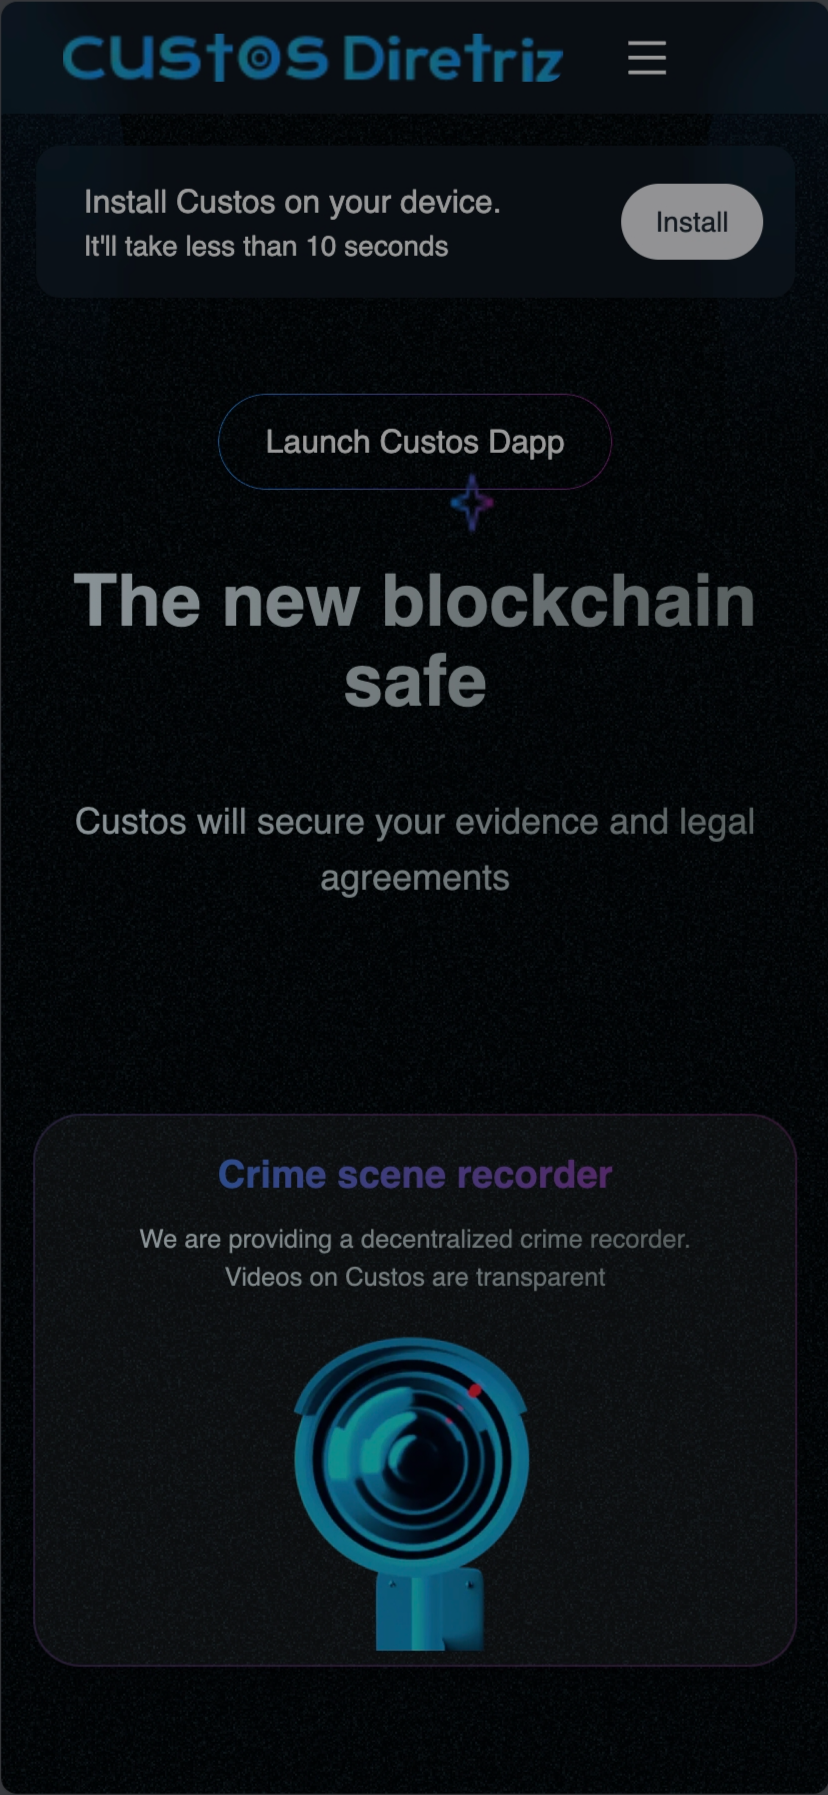 CUSTOS Diretriz
Install Custos on your device.
It'll take less than 10 seconds
Install
Launch Custos Dapp
The new blockchain
safe
Custos will secure your evidence and legal
agreements
Crime scene recorder
We are providing a decentralized crime recorder.
Videos on Custos are transparent